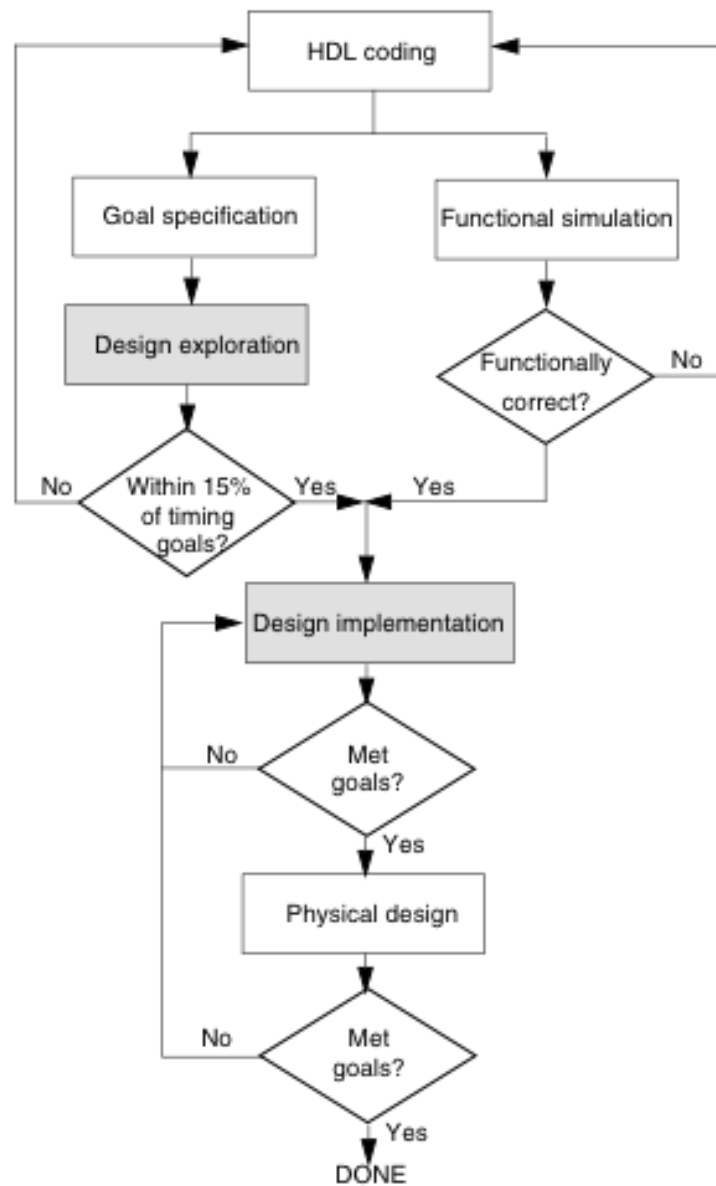 HDL coding
Goal specification
Functional simulation
Design exploration
Functionally
correct?
No
No
Within 15%
of timing
goals?
Yes
Yes
Design implementation
No
Met
goals?
Yes
Physical design
No
Met
goals?
Yes
DONE